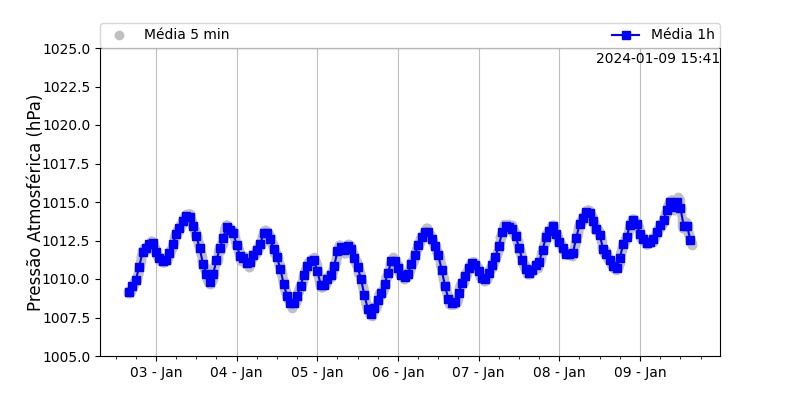 Média 5 min
Média 1h
2024-01-09 15:41
Pressão Atmosférica (hPa)
1025.0
1022.5
1020.0
1017.5
1015.0
1012.5
1010.0
1007.5
1005.0
03 - Jan
04 - Jan
05 - Jan
06 - Jan
07 - Jan
08 - Jan
09 - Jan